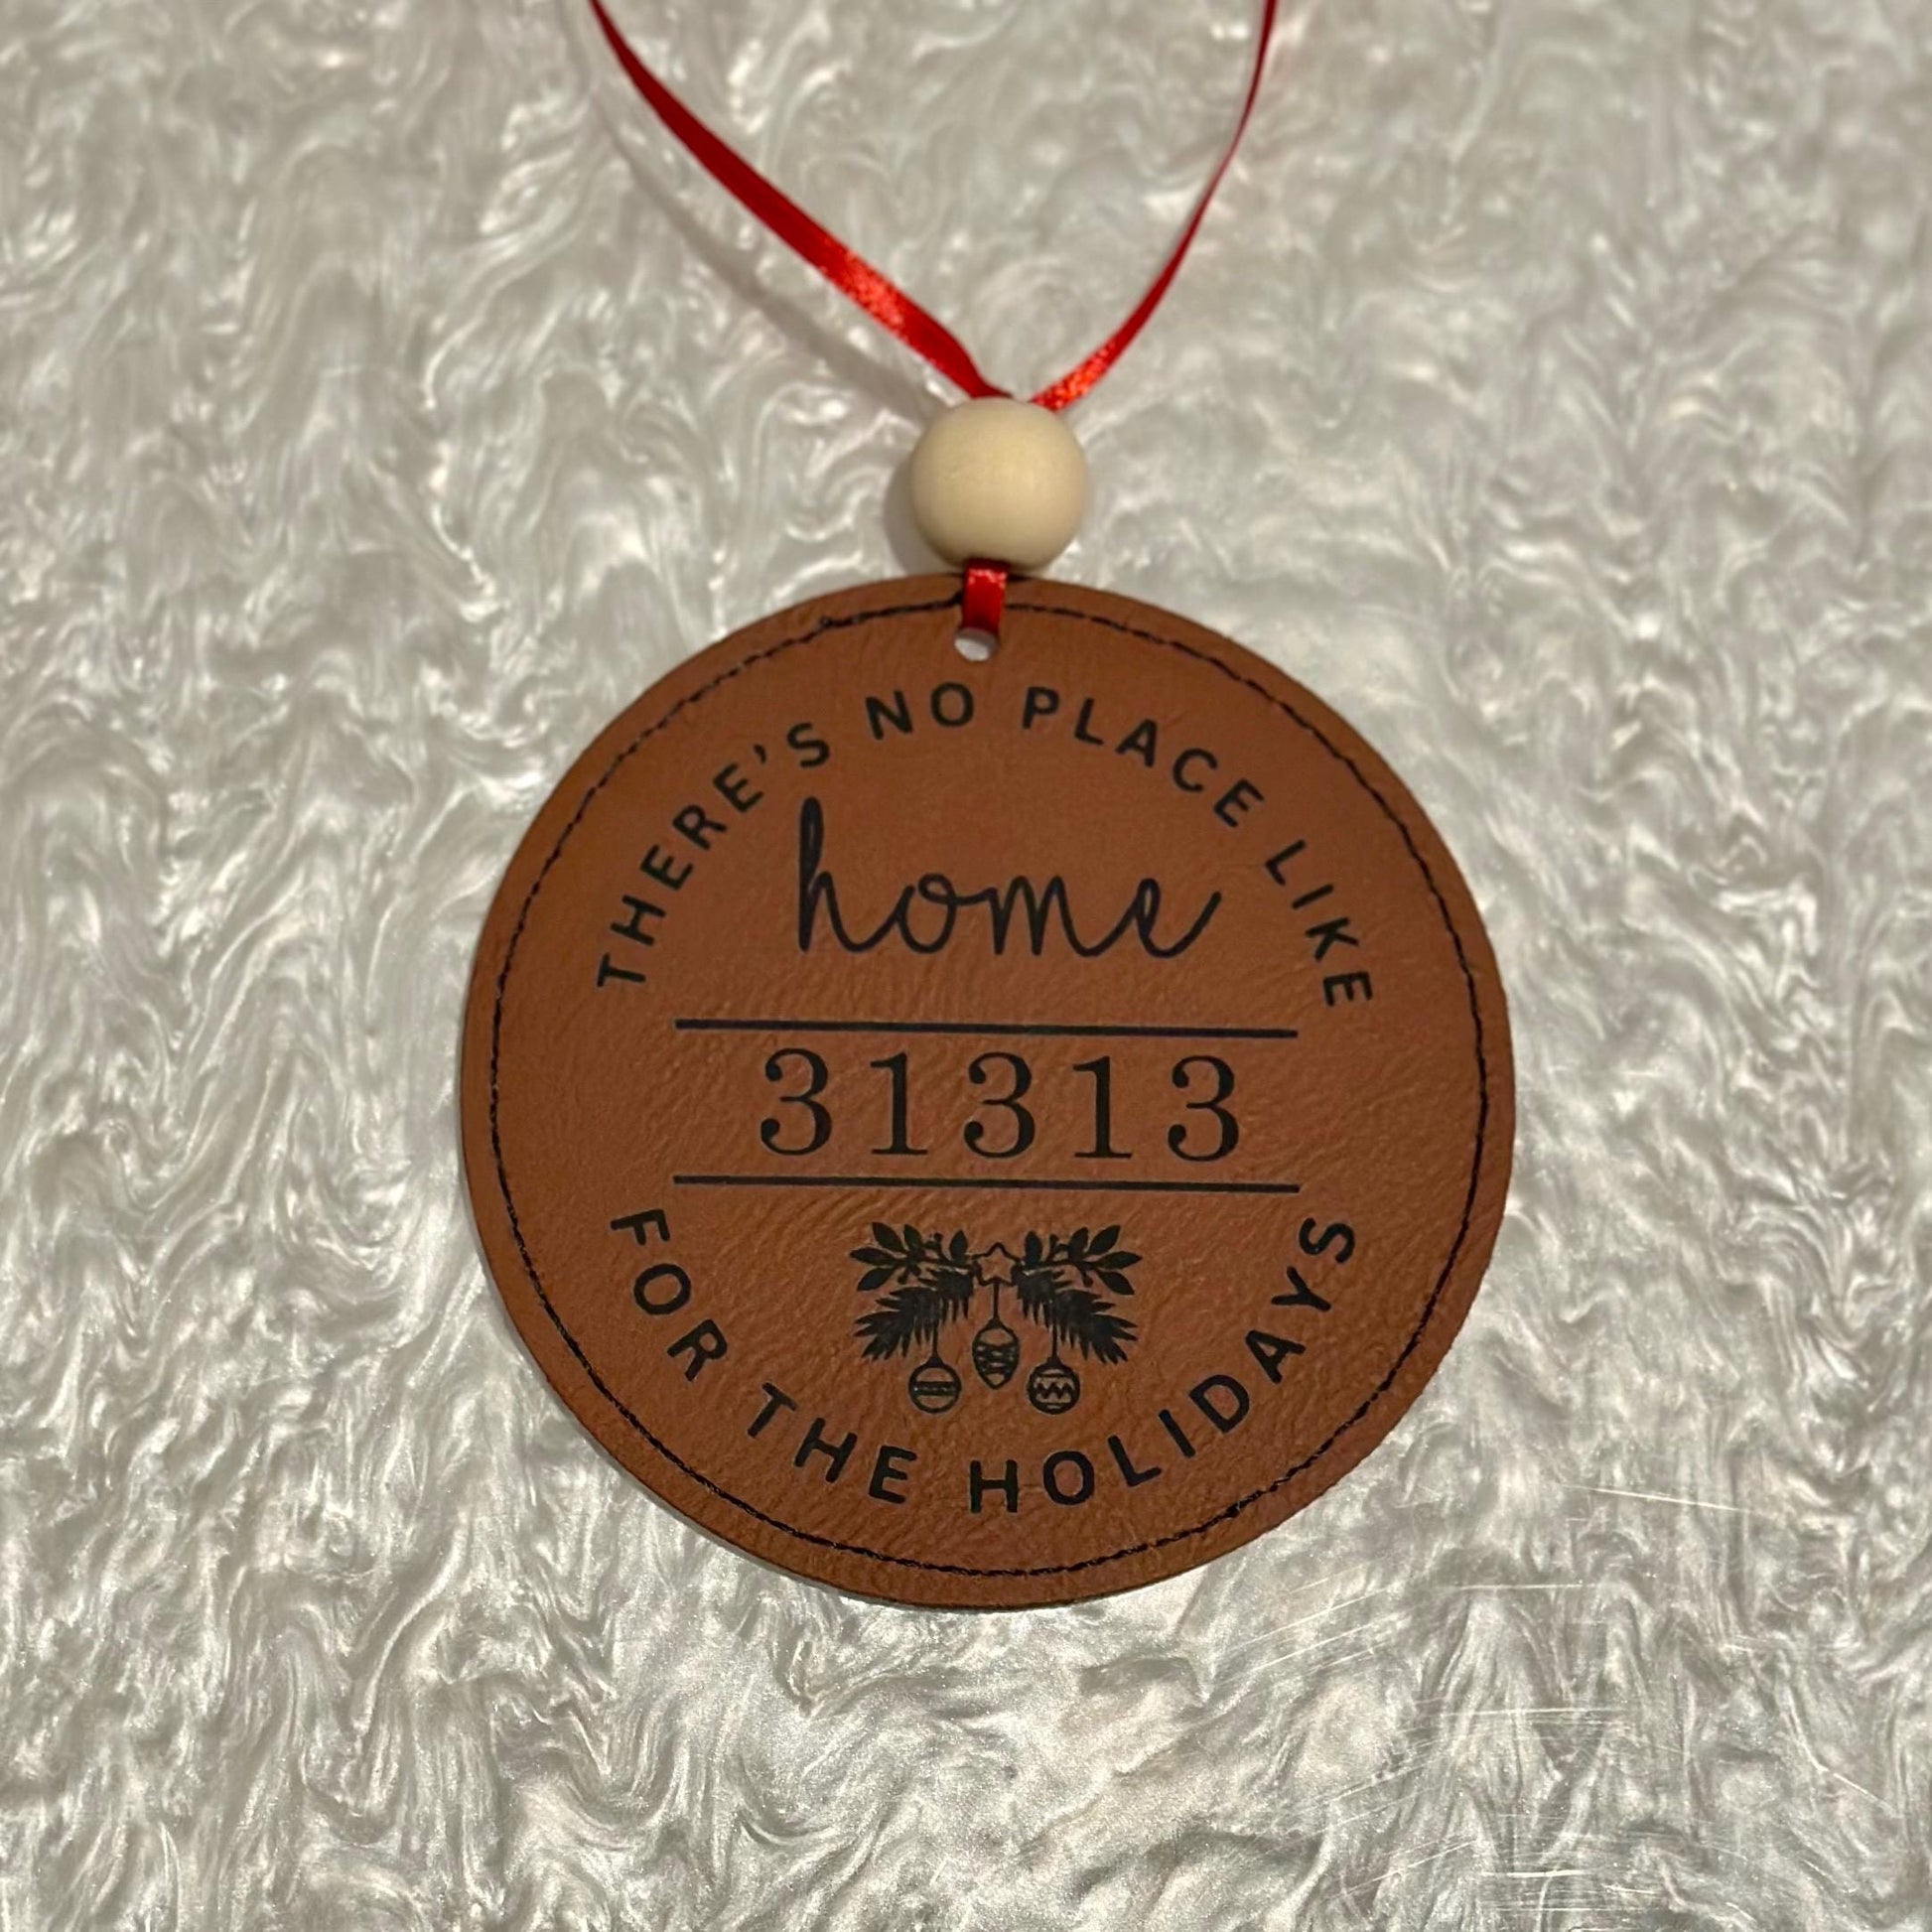 THERE'S NO PLACE LIKE
home
31313
FOR THE HOLIDAYS